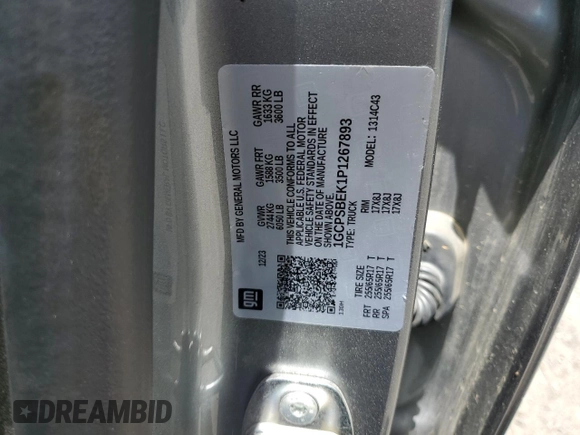 MFD BY GENERAL MOTORS LLC
12/23
GVWR
2744 KG
6050 LB
GAWR FRT
1588 KG
3500 LB
GAWR RR
1633 KG
3600 LB
THIS VEHICLE CONFORMS TO ALL
APPLICABLE U.S. FEDERAL MOTOR
VEHICLE SAFETY STANDARDS IN EFFECT
ON THE DATE OF MANUFACTURE
SHOWN ABOVE.
1GCPSBEK1P1267893
TYPE: TRUCK
MODEL: 1314C43
TIRE SIZE
RIM
FRT 255/65R17 T 17X8J
RR 255/65R17 T 17X8J
SPA 255/65R17 T 17X8J
gm
DREAMBID